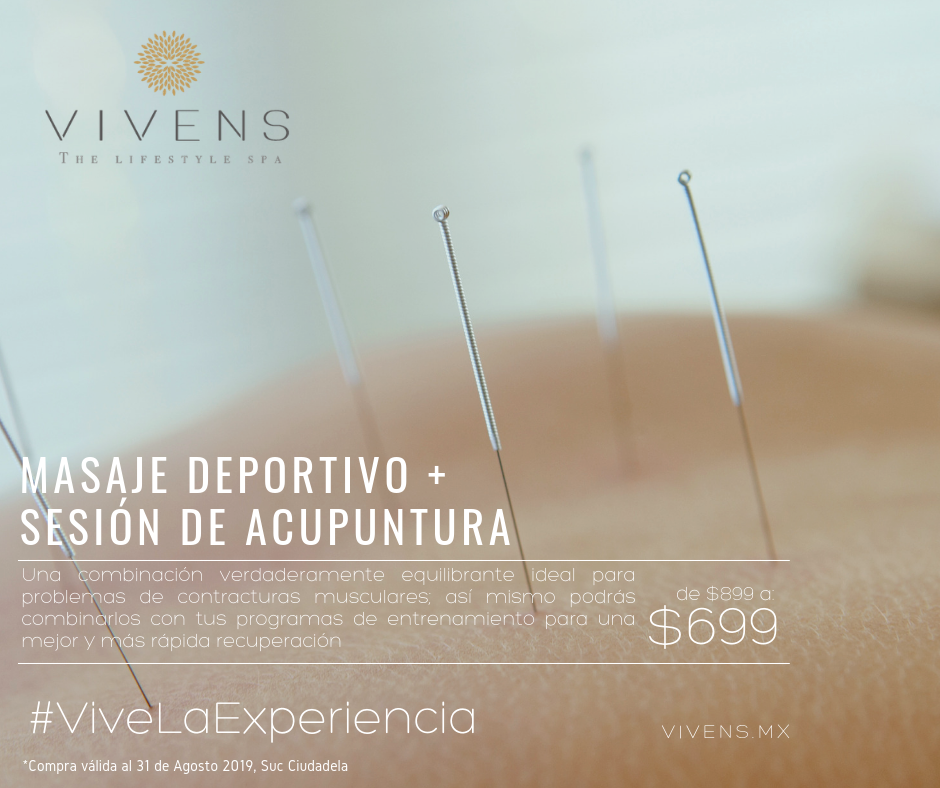 VIVENS
THE LIFESTYLE SPA
MASAJE DEPORTIVO +
SESIÓN DE ACUPUNTURA
Una combinación verdaderamente equilibrante ideal para
problemas de contracturas musculares; así mismo podrás
combinarlos con tus programas de entrenamiento para una
mejor y más rápida recuperación
de $899 a:
$699
#ViveLaExperiencia
VIVENS.MX
*Compra válida al 31 de Agosto 2019, Suc Ciudadela